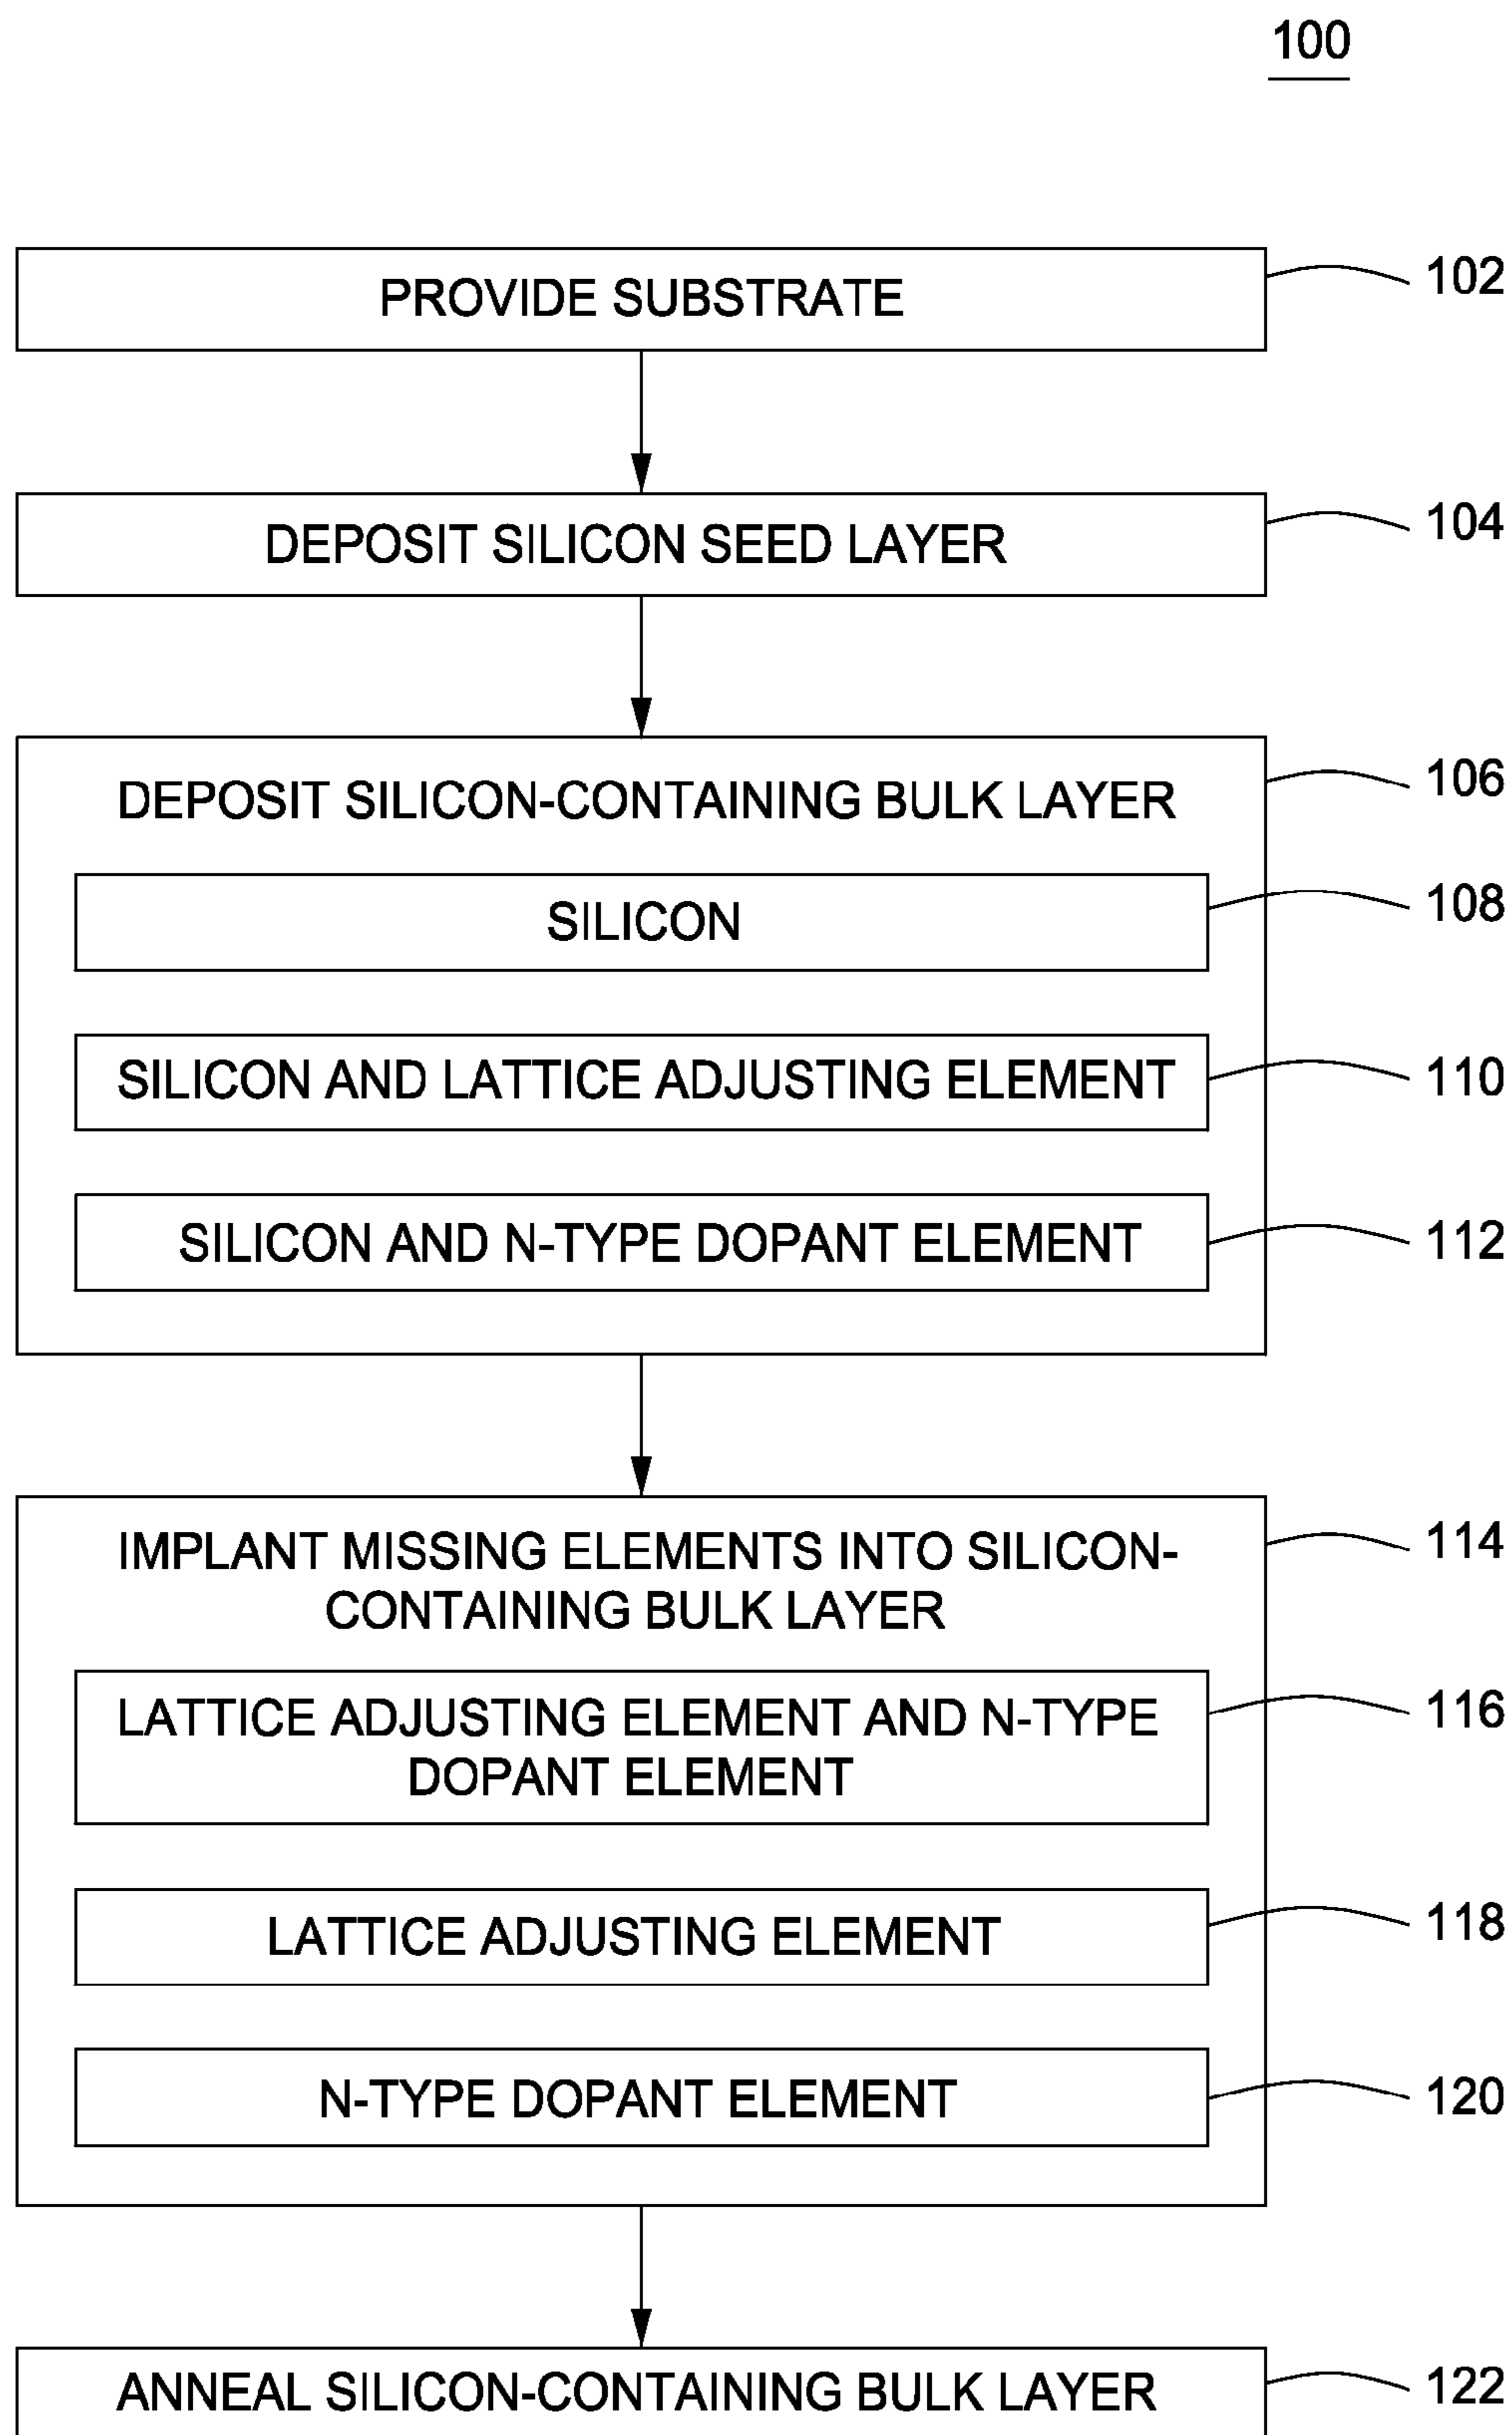 100
PROVIDE SUBSTRATE
102
DEPOSIT SILICON SEED LAYER
104
DEPOSIT SILICON-CONTAINING BULK LAYER
106
SILICON
108
SILICON AND LATTICE ADJUSTING ELEMENT
110
SILICON AND N-TYPE DOPANT ELEMENT
112
IMPLANT MISSING ELEMENTS INTO SILICON-
CONTAINING BULK LAYER
114
LATTICE ADJUSTING ELEMENT AND N-TYPE
DOPANT ELEMENT
116
LATTICE ADJUSTING ELEMENT
118
N-TYPE DOPANT ELEMENT
120
ANNEAL SILICON-CONTAINING BULK LAYER
122